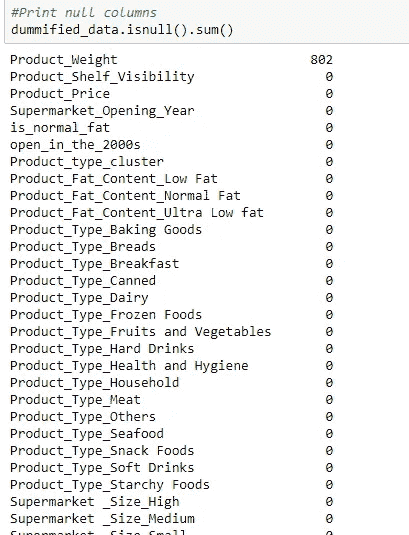 #Print null columns
dummified_data.isnull().sum()
Product_Weight 802
Product_Shelf_Visibility 0
Product_Price 0
Supermarket_Opening_Year 0
is_normal_fat 0
open_in_the_2000s 0
Product_type_cluster 0
Product_Fat_Content_Low Fat 0
Product_Fat_Content_Normal Fat 0
Product_Fat_Content_Ultra Low fat 0
Product_Type_Baking Goods 0
Product_Type_Breads 0
Product_Type_Breakfast 0
Product_Type_Canned 0
Product_Type_Dairy 0
Product_Type_Frozen Foods 0
Product_Type_Fruits and Vegetables 0
Product_Type_Hard Drinks 0
Product_Type_Health and Hygiene 0
Product_Type_Household 0
Product_Type_Meat 0
Product_Type_Others 0
Product_Type_Seafood 0
Product_Type_Snack Foods 0
Product_Type_Soft Drinks 0
Product_Type_Starchy Foods 0
Supermarket _Size_High 0
Supermarket _Size_Medium 0
Supermarket _Size_Small 0